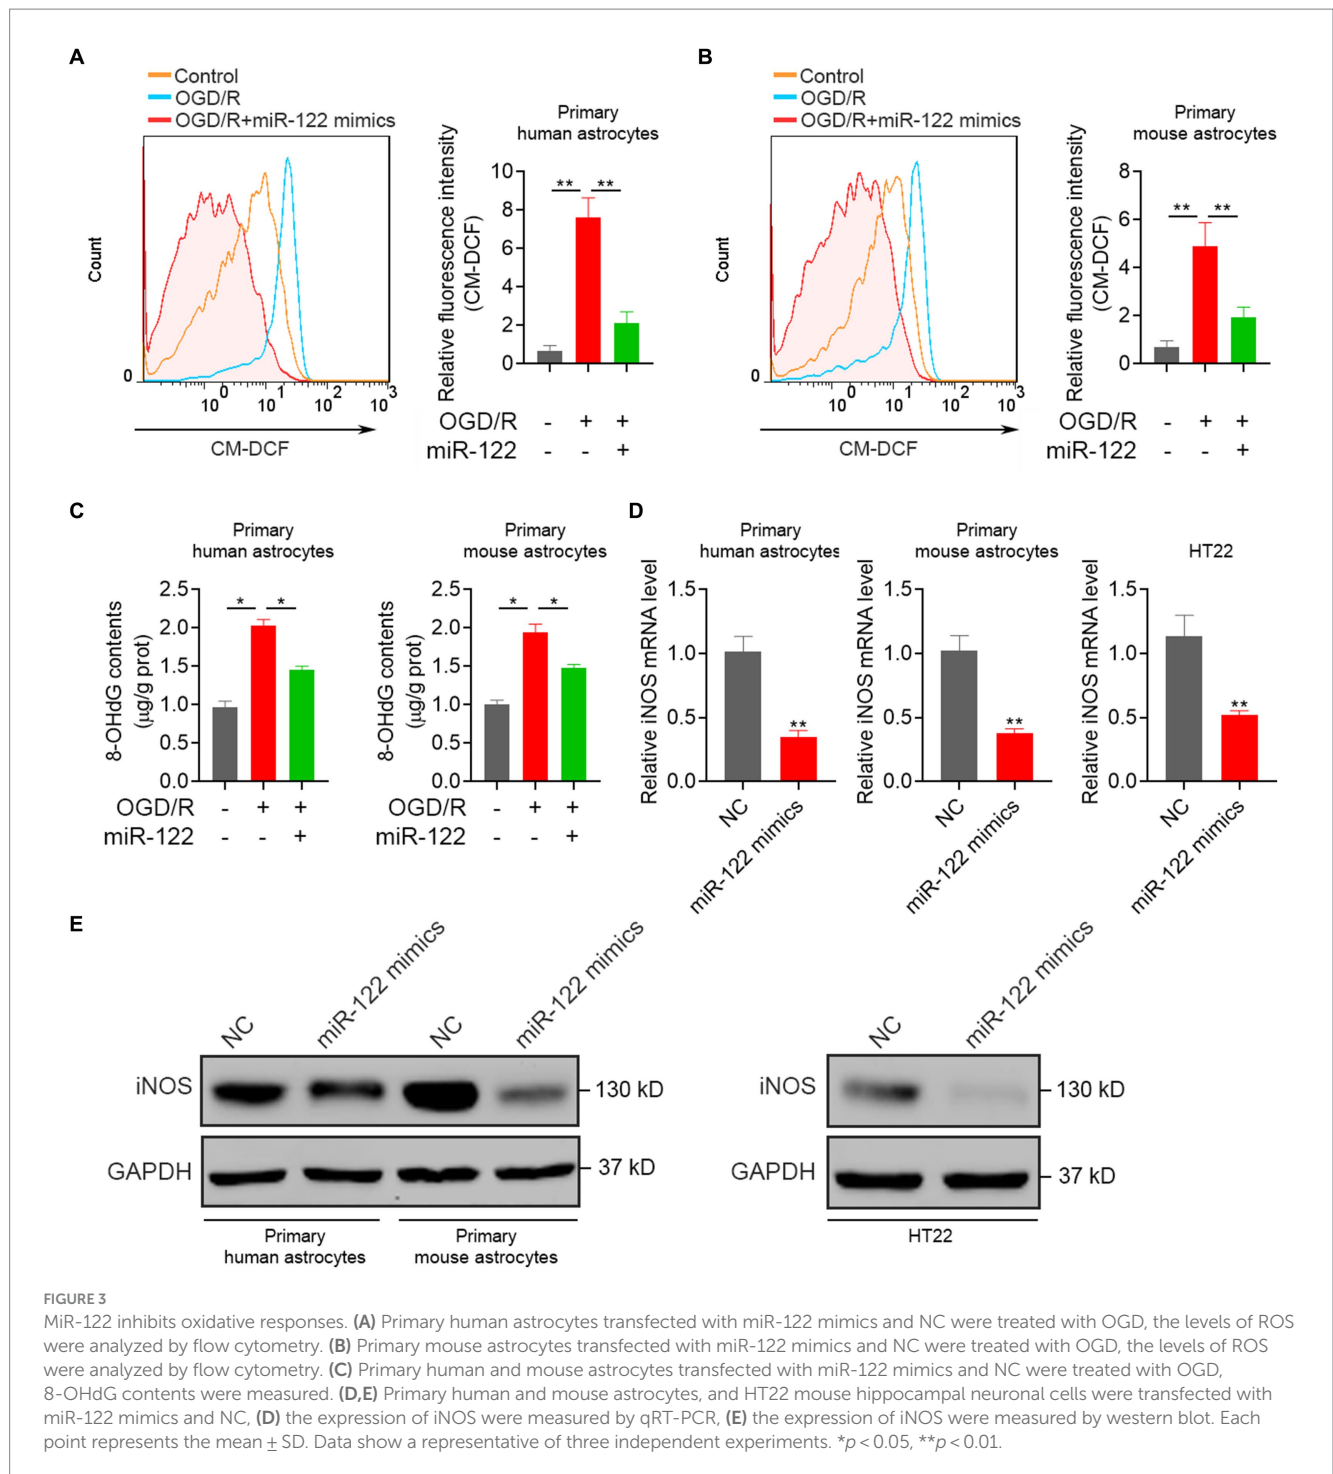 A
Control
OGD/R
OGD/R+miR-122 mimics
Count
0
10^0 10^1 10^2 10^3
CM-DCF
Primary
human astrocytes
Relative fluorescence intensity
(CM-DCF)
10
8
6
4
2
0
** **
OGD/R - + +
miR-122 - - +
B
Control
OGD/R
OGD/R+miR-122 mimics
Count
0
10^0 10^1 10^2 10^3
CM-DCF
Primary
mouse astrocytes
Relative fluorescence intensity
(CM-DCF)
8
6
4
2
0
** **
OGD/R - + +
miR-122 - - +
C
Primary
human astrocytes
8-OHdG contents
(μg/g prot)
2.5
2.0
1.5
1.0
0.5
0.0
* *
OGD/R - + +
miR-122 - - +
Primary
mouse astrocytes
8-OHdG contents
(μg/g prot)
2.5
2.0
1.5
1.0
0.5
0.0
* *
OGD/R - + +
miR-122 - - +
D
Primary
human astrocytes
Relative iNOS mRNA level
1.5
1.0
0.5
0.0
**
NC
miR-122 mimics
Primary
mouse astrocytes
Relative iNOS mRNA level
1.5
1.0
0.5
0.0
**
NC
miR-122 mimics
HT22
Relative iNOS mRNA level
1.5
1.0
0.5
0.0
**
NC
miR-122 mimics
E
NC miR-122 mimics NC miR-122 mimics
iNOS 130 kD
GAPDH 37 kD
Primary
human astrocytes
Primary
mouse astrocytes
NC miR-122 mimics
iNOS 130 kD
GAPDH 37 kD
HT22
FIGURE 3
MiR-122 inhibits oxidative responses. (A) Primary human astrocytes transfected with miR-122 mimics and NC were treated with OGD, the levels of ROS
were analyzed by flow cytometry. (B) Primary mouse astrocytes transfected with miR-122 mimics and NC were treated with OGD, the levels of ROS
were analyzed by flow cytometry. (C) Primary human and mouse astrocytes transfected with miR-122 mimics and NC were treated with OGD,
8-OHdG contents were measured. (D,E) Primary human and mouse astrocytes, and HT22 mouse hippocampal neuronal cells were transfected with
miR-122 mimics and NC, (D) the expression of iNOS were measured by qRT-PCR, (E) the expression of iNOS were measured by western blot. Each
point represents the mean ± SD. Data show a representative of three independent experiments. *p < 0.05, **p < 0.01.